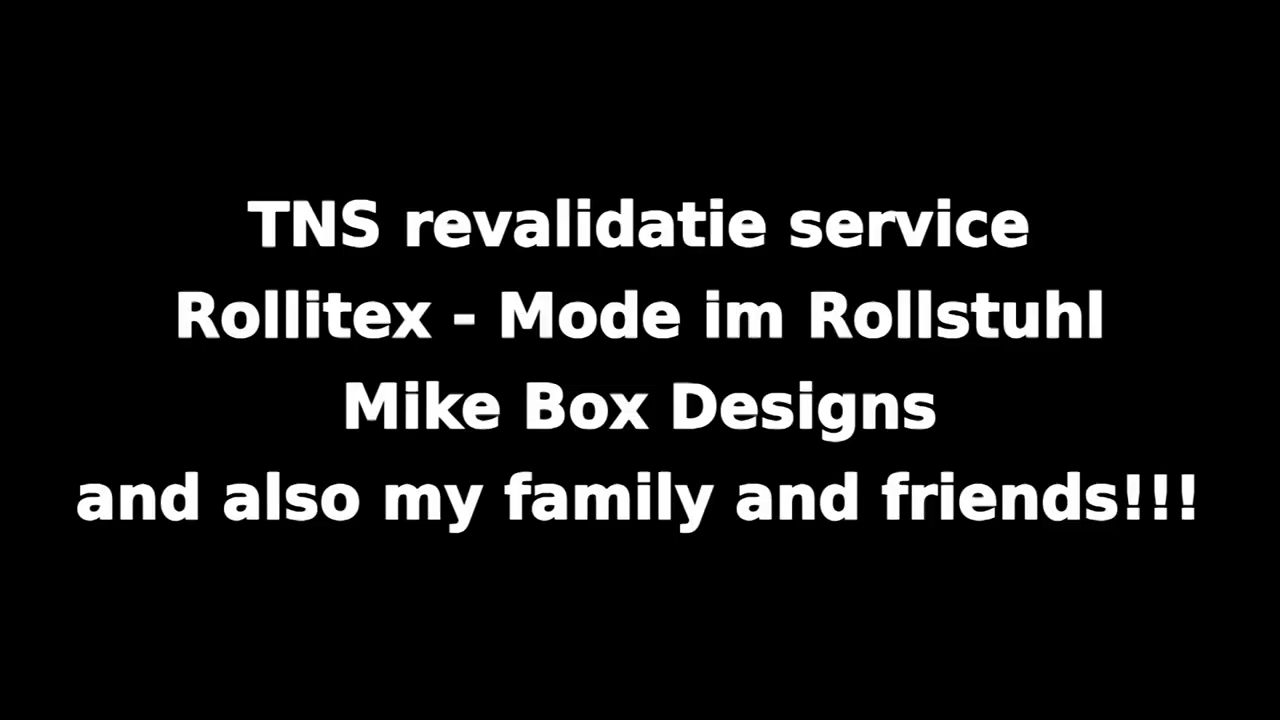 TNS revalidatie service
Rollitex - Mode im Rollstuhl
Mike Box Designs
and also my family and friends!!!